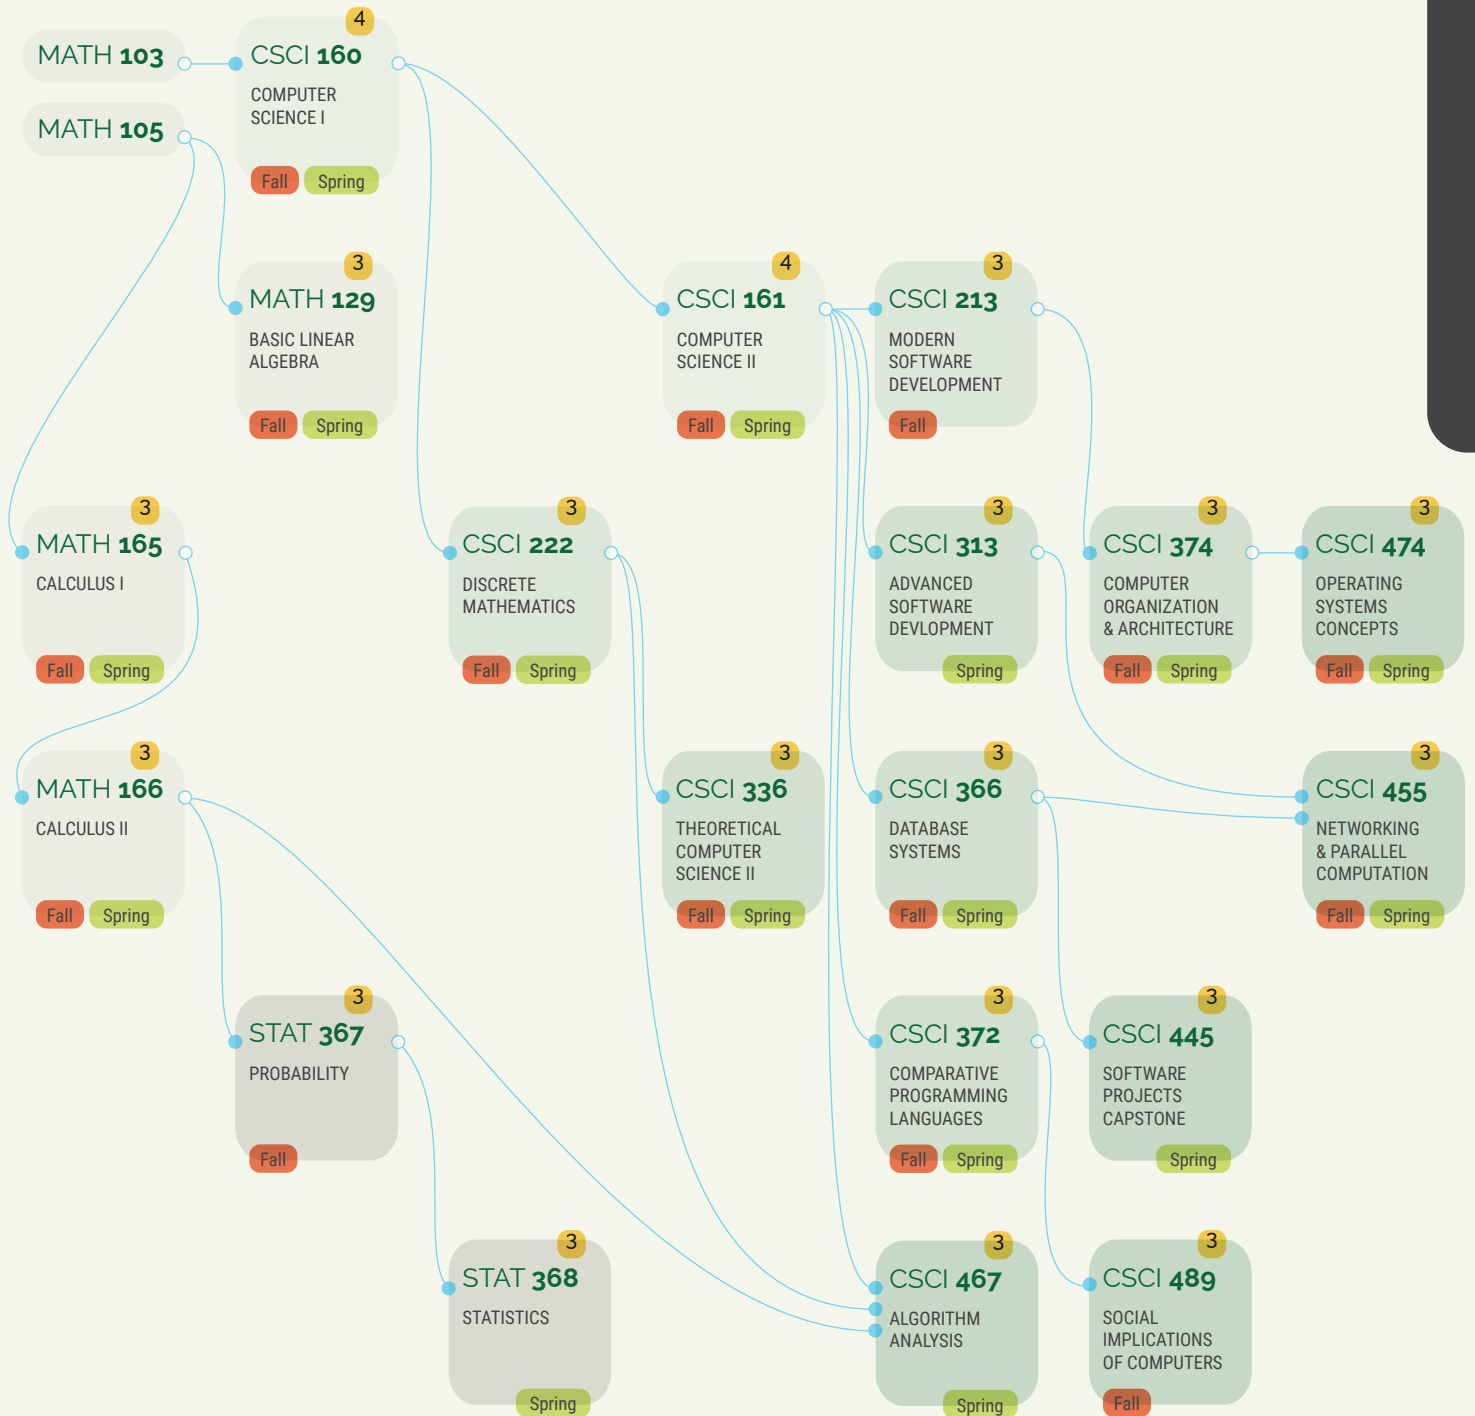 MATH 103
MATH 105
4
CSCI 160
COMPUTER
SCIENCE I
Fall Spring
3
MATH 129
BASIC LINEAR
ALGEBRA
Fall Spring
4
CSCI 161
COMPUTER
SCIENCE II
Fall Spring
3
CSCI 213
MODERN
SOFTWARE
DEVELOPMENT
Fall
3
MATH 165
CALCULUS I
Fall Spring
3
CSCI 222
DISCRETE
MATHEMATICS
Fall Spring
3
CSCI 313
ADVANCED
SOFTWARE
DEVLOPMENT
Spring
3
CSCI 374
COMPUTER
ORGANIZATION
& ARCHITECTURE
Fall Spring
3
CSCI 474
OPERATING
SYSTEMS
CONCEPTS
Fall Spring
3
MATH 166
CALCULUS II
Fall Spring
3
CSCI 336
THEORETICAL
COMPUTER
SCIENCE II
Fall Spring
3
CSCI 366
DATABASE
SYSTEMS
Fall Spring
3
CSCI 455
NETWORKING
& PARALLEL
COMPUTATION
Fall Spring
3
STAT 367
PROBABILITY
Fall
3
CSCI 372
COMPARATIVE
PROGRAMMING
LANGUAGES
Fall Spring
3
CSCI 445
SOFTWARE
PROJECTS
CAPSTONE
Spring
3
STAT 368
STATISTICS
Spring
3
CSCI 467
ALGORITHM
ANALYSIS
Spring
3
CSCI 489
SOCIAL
IMPLICATIONS
OF COMPUTERS
Fall